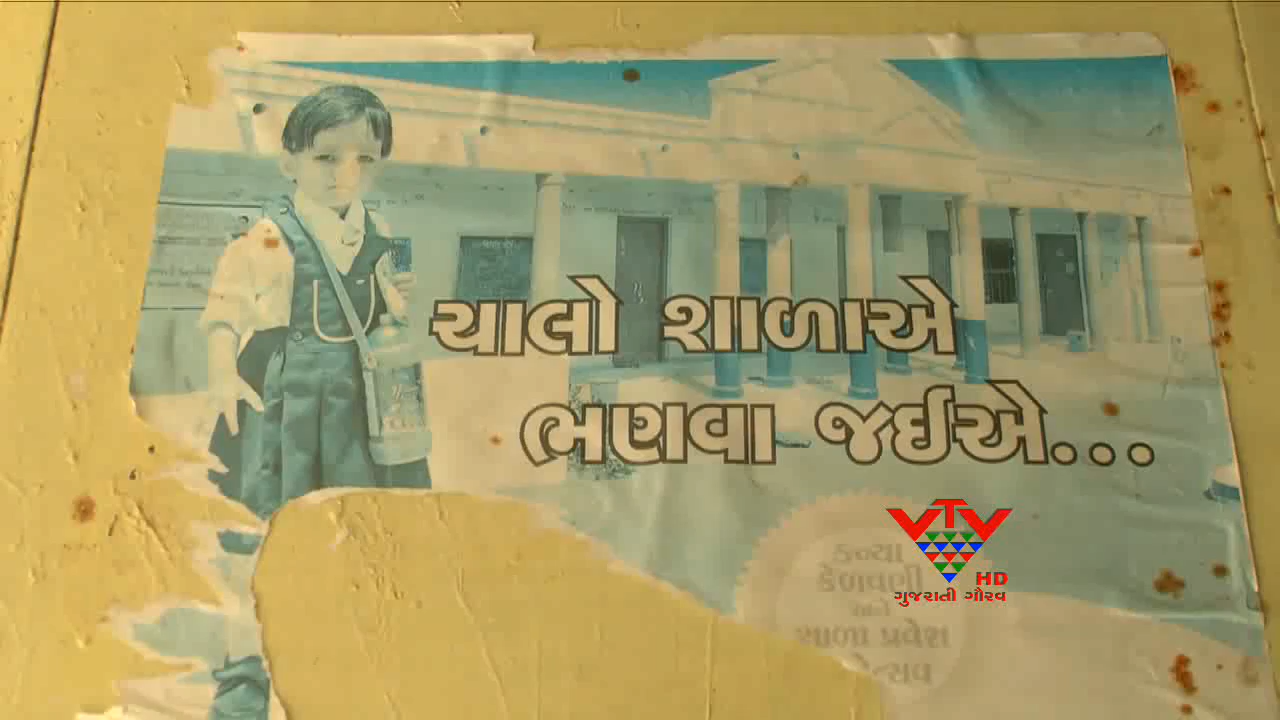 ચાલો શાળાએ
ભણવા જઈએ...
કન્યા
કેળવણી
અને
શાળા પ્રવેશ
VTV
HD
ગુજરાતી ગૌરવ